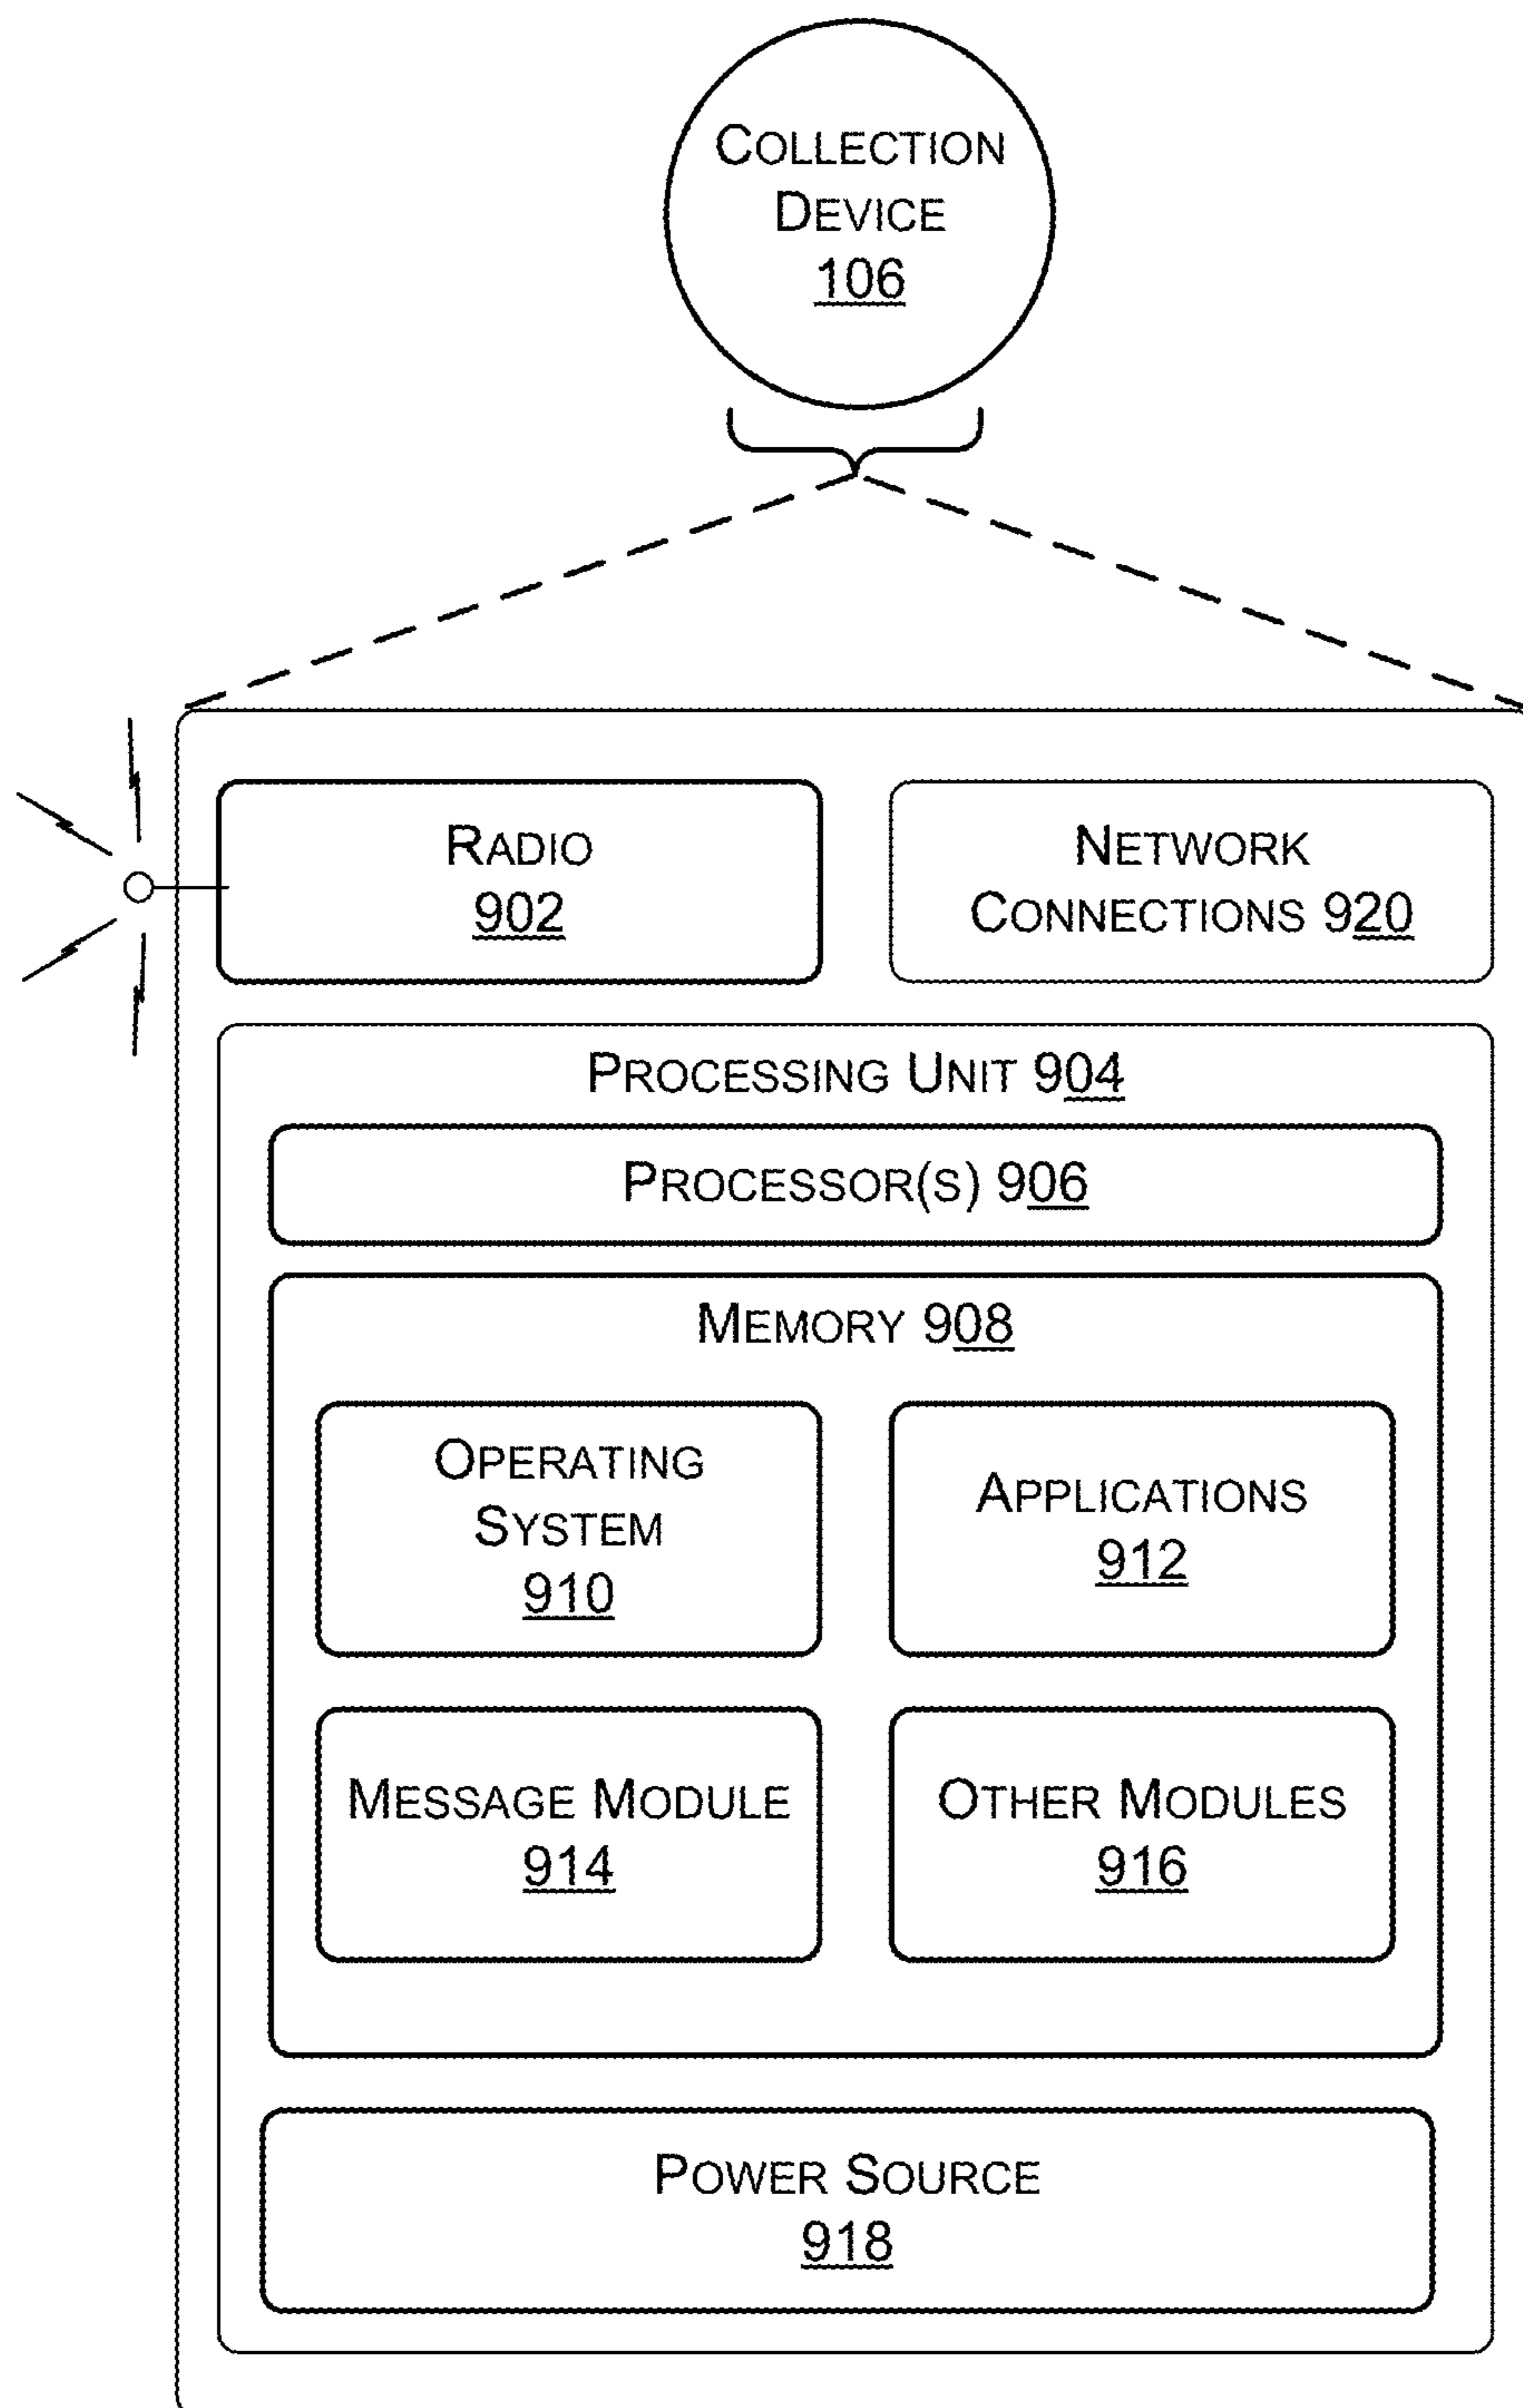 COLLECTION
DEVICE
106
RADIO
902
NETWORK
CONNECTIONS 920
PROCESSING UNIT 904
PROCESSOR(S) 906
MEMORY 908
OPERATING
SYSTEM
910
APPLICATIONS
912
MESSAGE MODULE
914
OTHER MODULES
916
POWER SOURCE
918